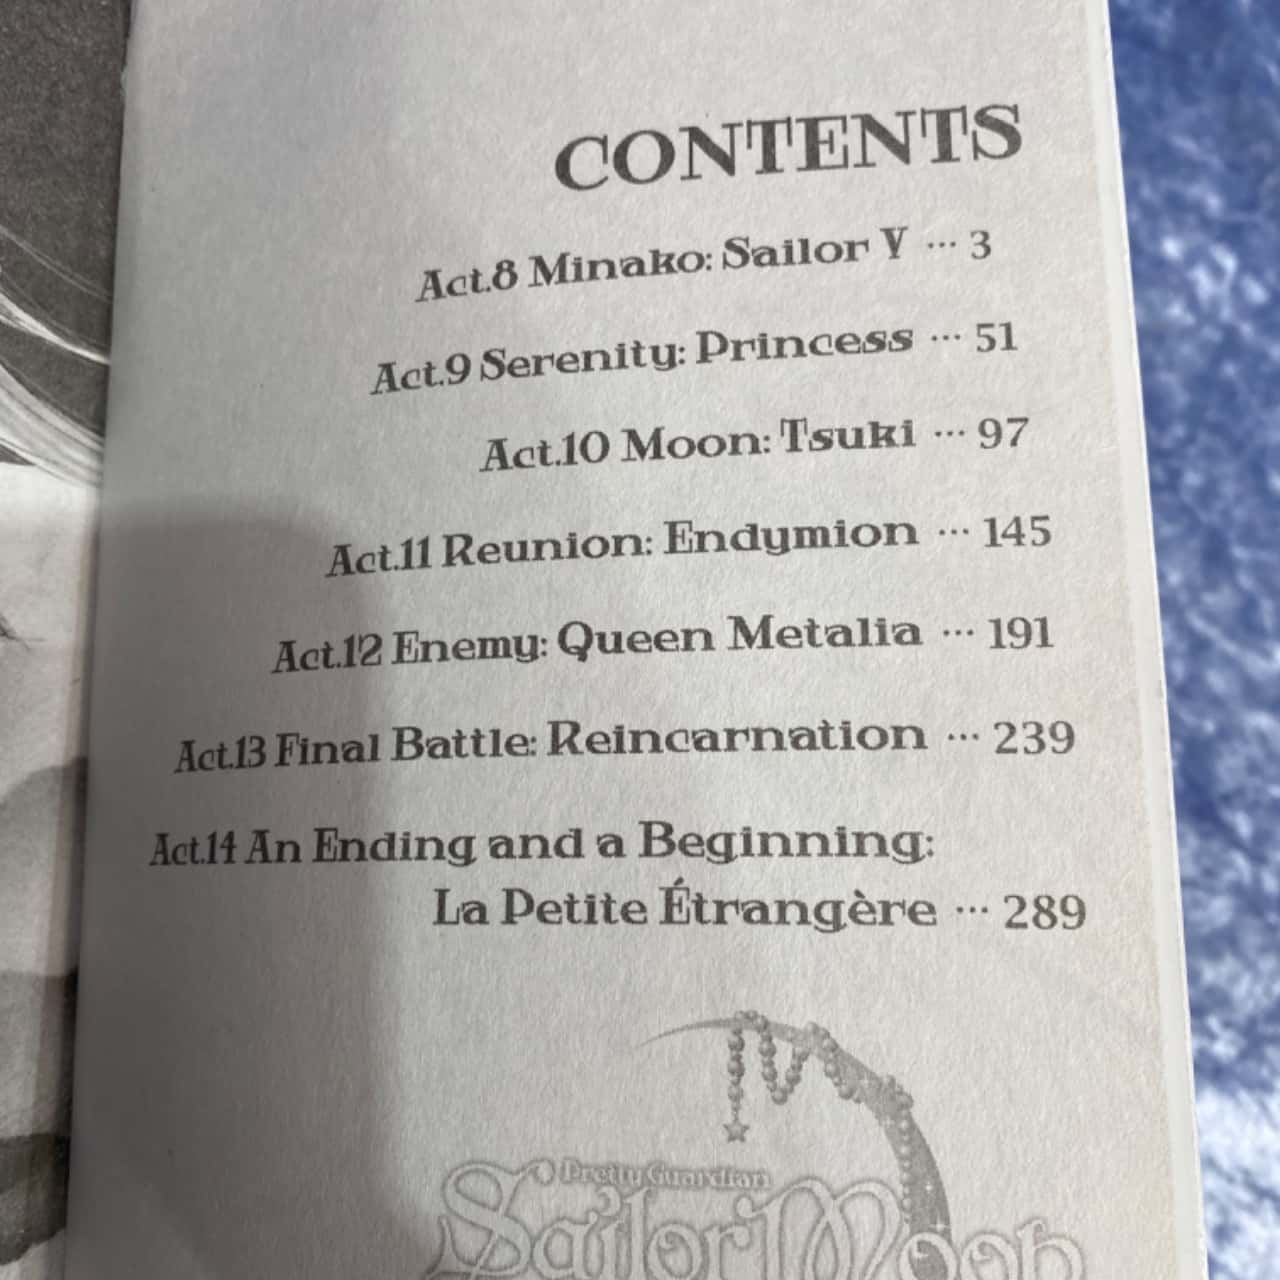 CONTENTS
Act.8 Minako: Sailor V ... 3
Act.9 Serenity: Princess ... 51
Act.10 Moon: Tsuki ... 97
Act.11 Reunion: Endymion ... 145
Act.12 Enemy: Queen Metalia ... 191
Act.13 Final Battle: Reincarnation ... 239
Act.14 An Ending and a Beginning:
La Petite Étrangère ... 289
Pretty Guardian
Sailor Moon